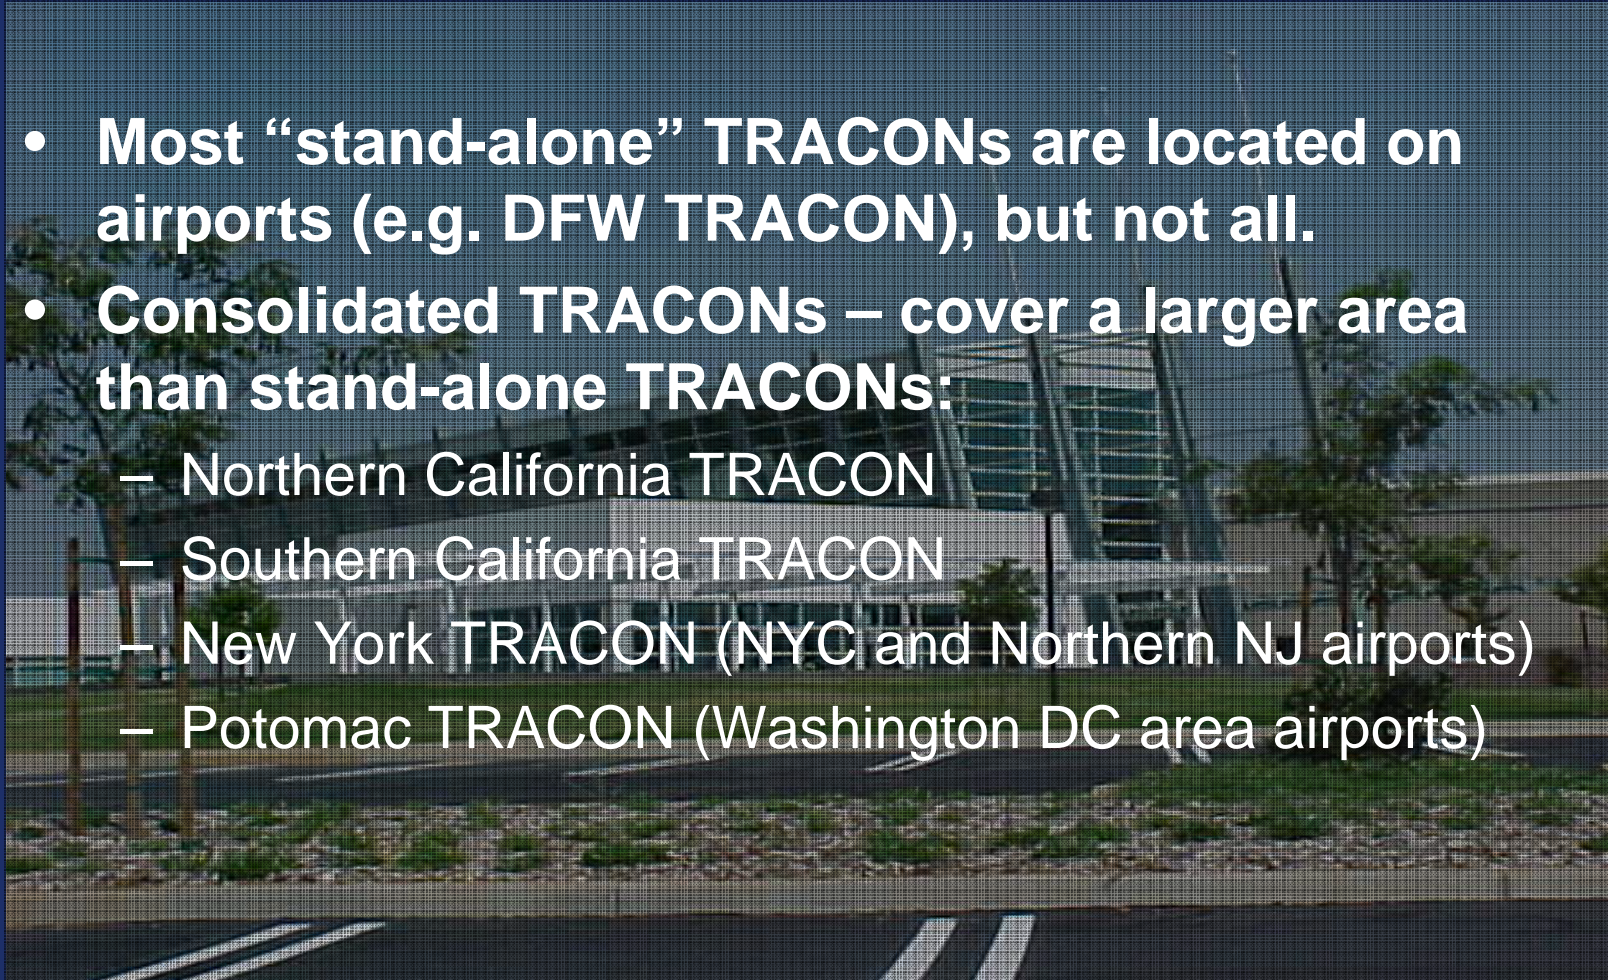 • Most “stand-alone” TRACONs are located on
airports (e.g. DFW TRACON), but not all.
• Consolidated TRACONs – cover a larger area
than stand-alone TRACONs:
– Northern California TRACON
– Southern California TRACON
– New York TRACON (NYC and Northern NJ airports)
– Potomac TRACON (Washington DC area airports)